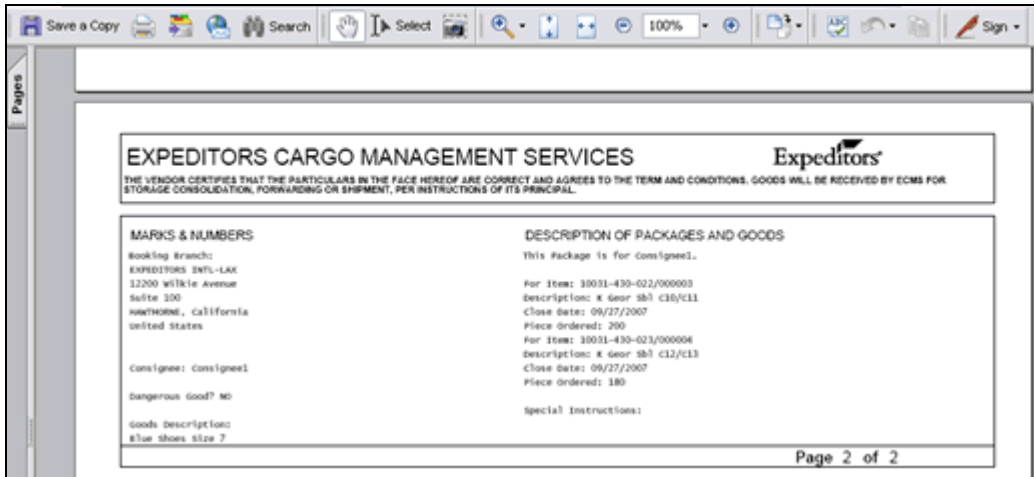 Save a Copy Search Select 100% Sign
Pages
EXPEDITORS CARGO MANAGEMENT SERVICES
Expeditors
THE VENDOR CERTIFIES THAT THE PARTICULARS IN THE FACE HEREOF ARE CORRECT AND AGREES TO THE TERM AND CONDITIONS. GOODS WILL BE RECEIVED BY ECMS FOR
STORAGE CONSOLIDATION, FORWARDING OR SHIPMENT, PER INSTRUCTIONS OF ITS PRINCIPAL.
MARKS & NUMBERS
Booking Branch:
EXPEDITORS INTL-LAX
12200 Wilkie Avenue
Suite 100
HAWTHORNE, California
United States
Consignee: Consignee1
Dangerous Good? NO
Goods Description:
Blue Shoes Size 7
DESCRIPTION OF PACKAGES AND GOODS
This Package is for Consignee1.
For Item: 10031-430-022/000003
Description: K Geor Sbl C10/C11
Close Date: 09/27/2007
Piece Ordered: 200
For Item: 10031-430-023/000004
Description: K Geor Sbl C12/C13
Close Date: 09/27/2007
Piece Ordered: 180
Special Instructions:
Page 2 of 2